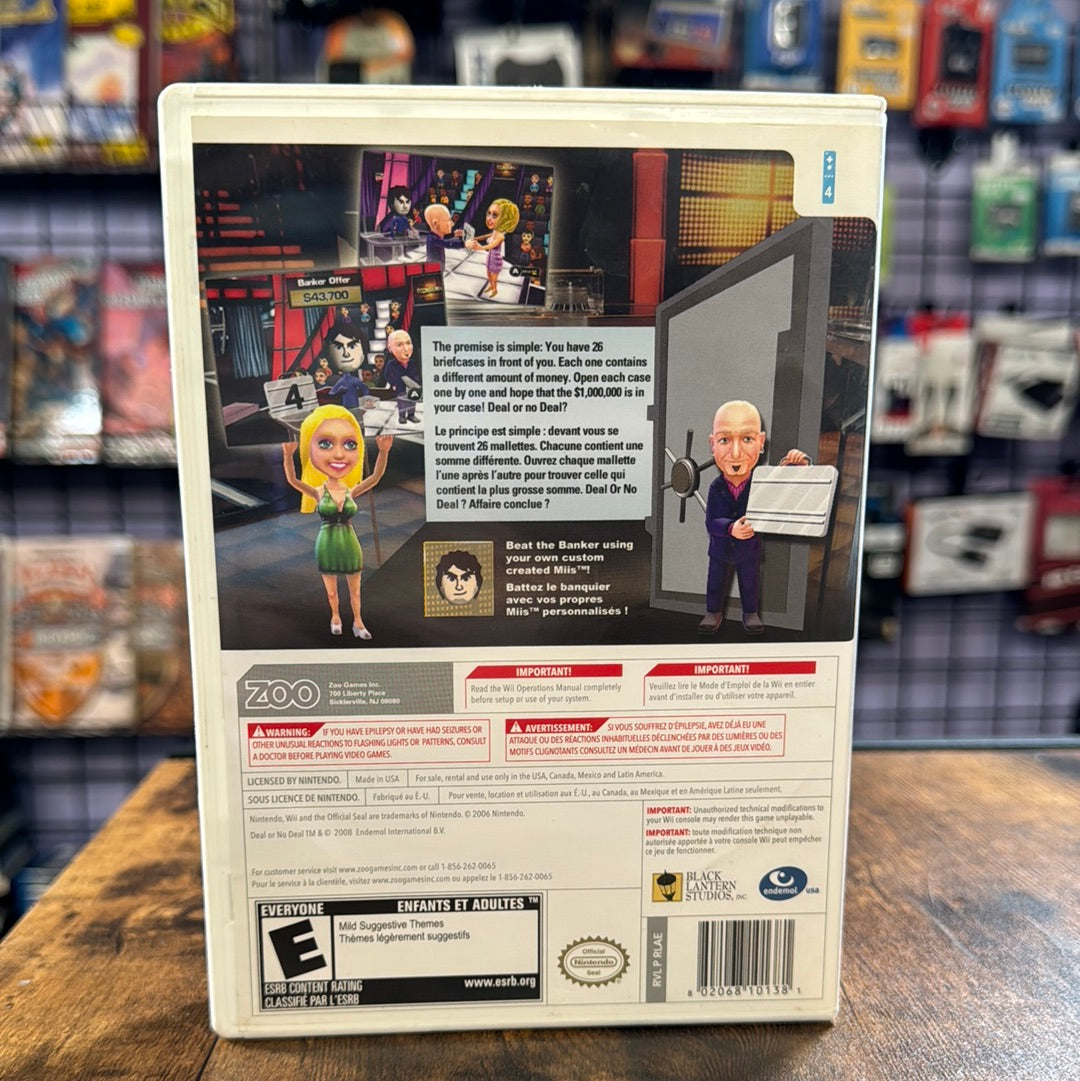 4
Banker Offer
$43,700
4
The premise is simple: You have 26
briefcases in front of you. Each one contains
a different amount of money. Open each case
one by one and hope that the $1,000,000 is in
your case! Deal or no Deal?
Le principe est simple : devant vous se
trouvent 26 mallettes. Chacune contient une
somme différente. Ouvrez chaque mallette
l'une après l'autre pour trouver celle qui
contient la plus grosse somme. Deal Or No
Deal ? Affaire conclue ?
Beat the Banker using
your own custom
created Miis™!
Battez le banquier
avec vos propres
Miis™ personnalisés !
ZOO
Zoo Games Inc.
700 Liberty Place
Sicklerville, NJ 08080
IMPORTANT!
Read the Wii Operations Manual completely
before setup or use of your system.
IMPORTANT!
Veuillez lire le Mode d'Emploi de la Wii en entier
avant d'installer ou d'utiliser votre appareil.
WARNING: IF YOU HAVE EPILEPSY OR HAVE HAD SEIZURES OR
OTHER UNUSUAL REACTIONS TO FLASHING LIGHTS OR PATTERNS, CONSULT
A DOCTOR BEFORE PLAYING VIDEO GAMES.
AVERTISSEMENT: SI VOUS SOUFFREZ D'ÉPILEPSIE, AVEZ DÉJÀ EU UNE
ATTAQUE OU DES RÉACTIONS INHABITUELLES DÉCLENCHÉES PAR DES LUMIÈRES OU DES
MOTIFS CLIGNOTANTS CONSULTEZ UN MÉDECIN AVANT DE JOUER À DES JEUX VIDÉO.
LICENSED BY NINTENDO. Made in USA For sale, rental and use only in the USA, Canada, Mexico and Latin America.
SOUS LICENCE DE NINTENDO. Fabriqué au É.-U. Pour vente, location et utilisation aux É.-U., au Canada, au Mexique et en Amérique Latine seulement.
Nintendo, Wii and the Official Seal are trademarks of Nintendo. © 2006 Nintendo.
Deal or No Deal TM & © 2008 Endemol International B.V.
For customer service visit www.zoogamesinc.com or call 1-856-262-0065
Pour le service à la clientèle, visitez www.zoogamesinc.com ou appelez le 1-856-262-0065
IMPORTANT: Unauthorized technical modifications to
your Wii console may render this game unplayable.
IMPORTANT: toute modification technique non
autorisée apportée à votre console Wii peut empêcher
ce jeu de fonctionner.
BLACK
LANTERN
STUDIOS, INC.
endemol usa
EVERYONE ENFANTS ET ADULTES ™
E
Mild Suggestive Themes
Thèmes légèrement suggestifs
ESRB CONTENT RATING www.esrb.org
CLASSIFIÉ PAR L'ESRB
Official
Nintendo
Seal
RVL P RLAE
8 02068 10138 1